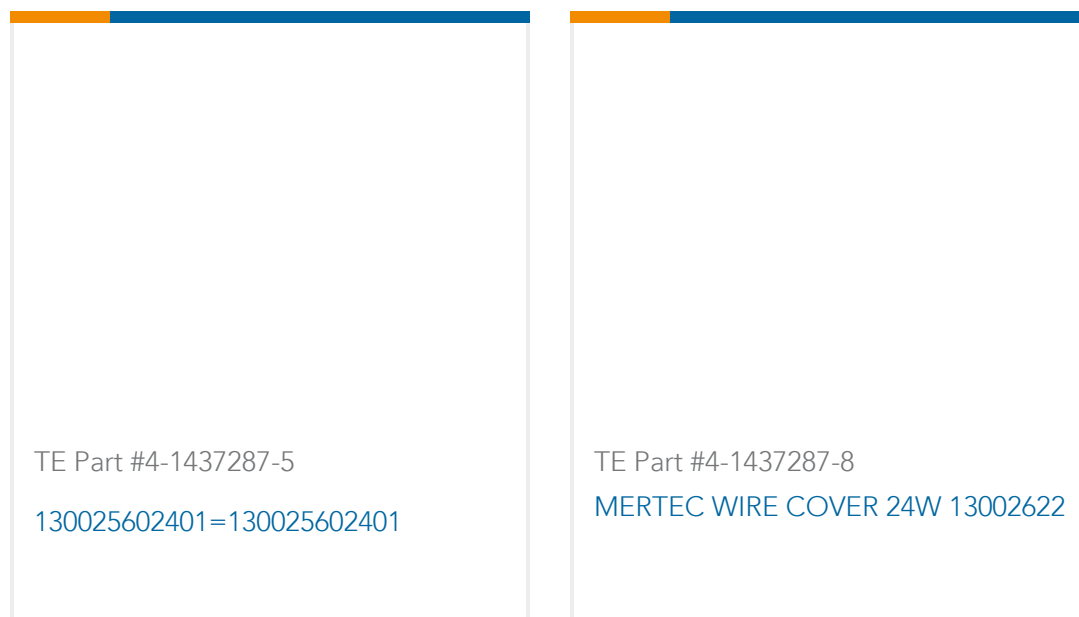 TE Part #4-1437287-5
130025602401=130025602401
TE Part #4-1437287-8
MERTEC WIRE COVER 24W 13002622